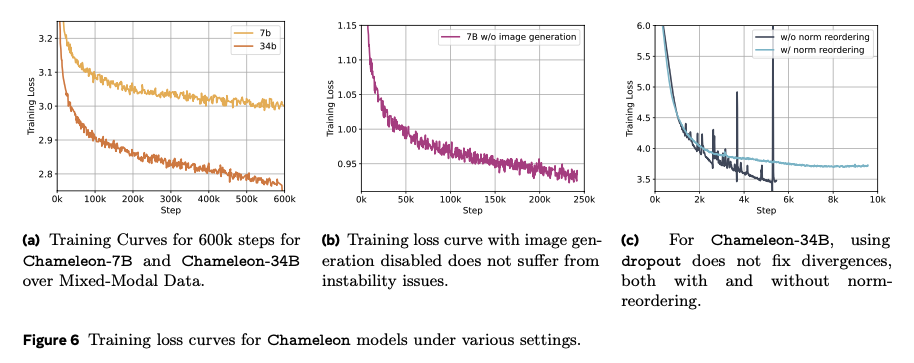 3.2
3.1
3.0
2.9
2.8
Training Loss
0k 100k 200k 300k 400k 500k 600k
Step
7b
34b
1.15
1.10
1.05
1.00
0.95
Training Loss
0k 50k 100k 150k 200k 250k
Step
7B w/o image generation
6.0
5.5
5.0
4.5
4.0
3.5
Training Loss
0k 2k 4k 6k 8k 10k
Step
w/o norm reordering
w/ norm reordering
(a) Training Curves for 600k steps for
Chameleon-7B and Chameleon-34B
over Mixed-Modal Data.
(b) Training loss curve with image gen-
eration disabled does not suffer from
instability issues.
(c) For Chameleon-34B, using
dropout does not fix divergences,
both with and without norm-
reordering.
Figure 6 Training loss curves for Chameleon models under various settings.